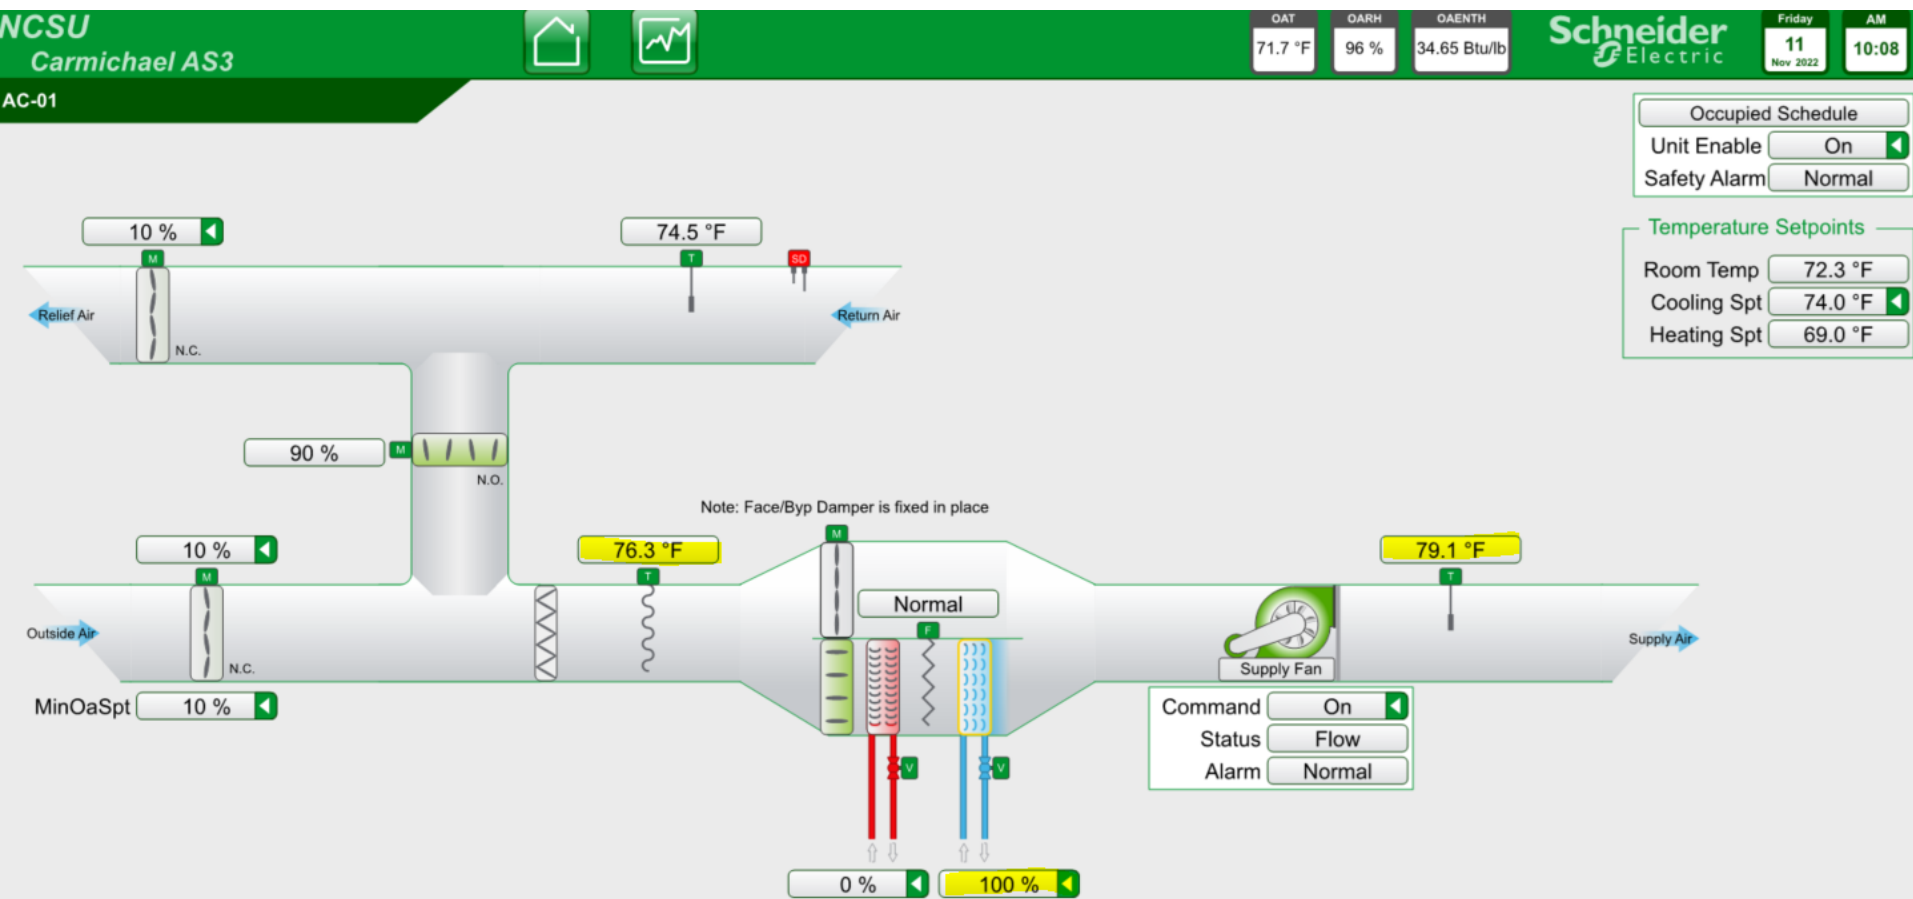 NCSU
Carmichael AS3
OAT
71.7 °F
OARH
96 %
OAENTH
34.65 Btu/lb
Schneider
Electric
Friday
11
Nov 2022
AM
10:08
AC-01
Occupied Schedule
Unit Enable On
Safety Alarm Normal
Temperature Setpoints
Room Temp 72.3 °F
Cooling Spt 74.0 °F
Heating Spt 69.0 °F
10 %
M
74.5 °F
T
SD
Relief Air
Return Air
N.C.
90 %
M
N.O.
Note: Face/Byp Damper is fixed in place
M
10 %
M
76.3 °F
T
79.1 °F
T
Normal
F
Outside Air
N.C.
Supply Air
Supply Fan
MinOaSpt 10 %
Command On
Status Flow
Alarm Normal
V
V
0 %
100 %